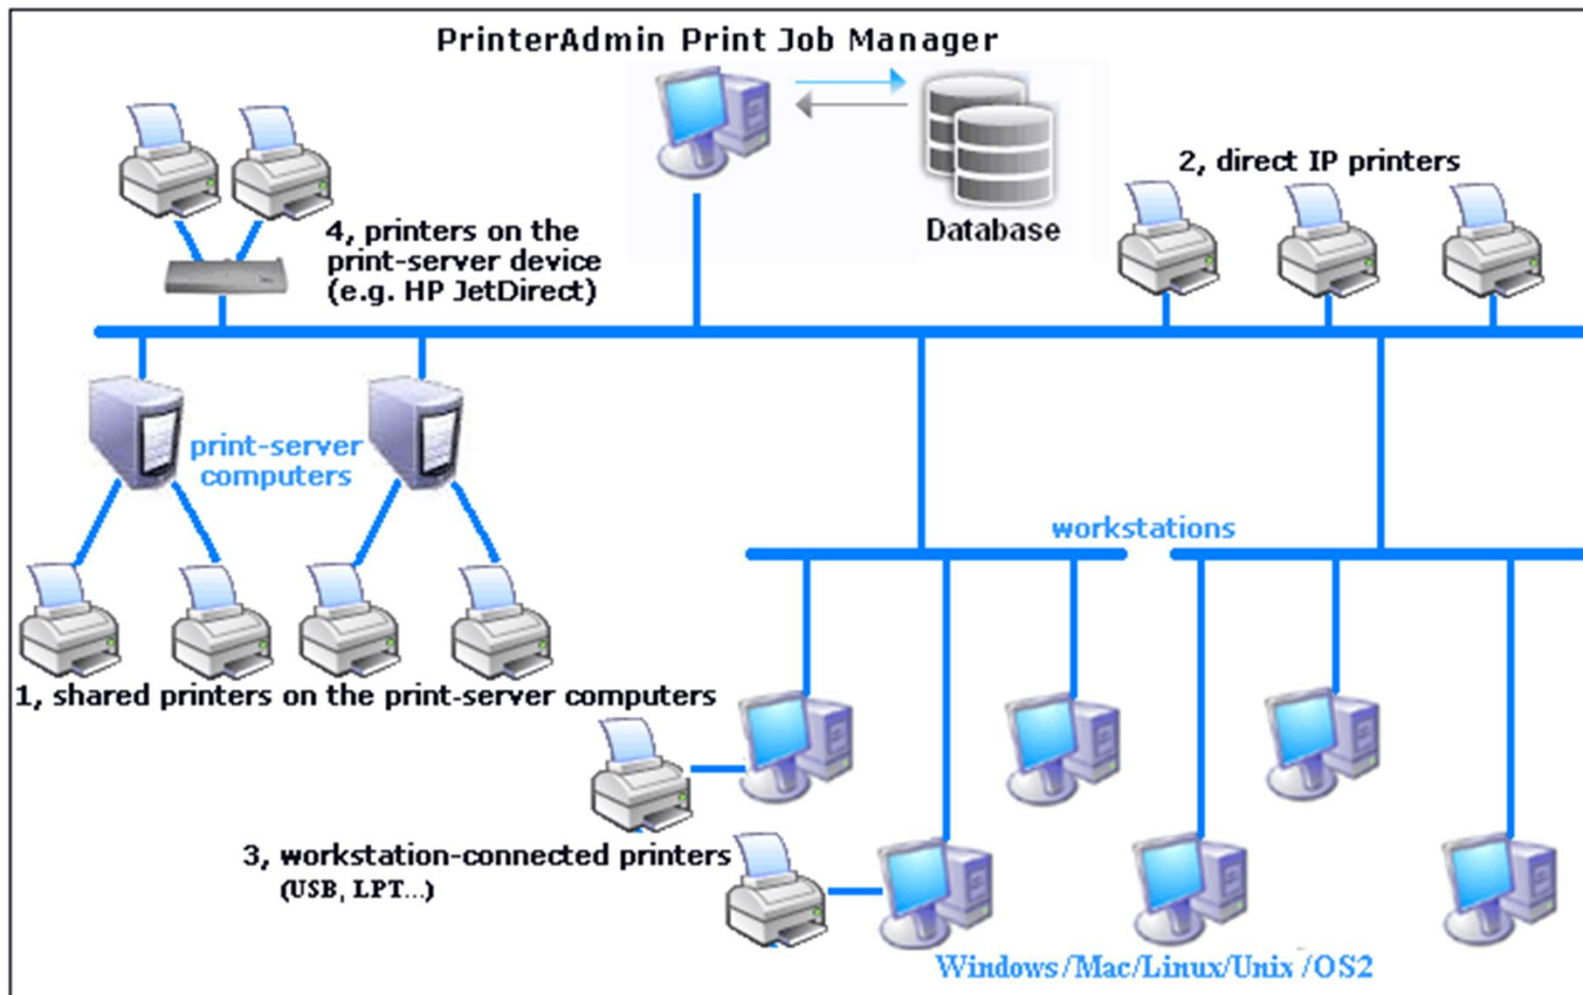 PrinterAdmin Print Job Manager
2, direct IP printers
Database
4, printers on the
print-server device
(e.g. HP JetDirect)
print-server
computers
workstations
1, shared printers on the print-server computers
3, workstation-connected printers
(USB, LPT...)
Windows/Mac/Linux/Unix /OS2